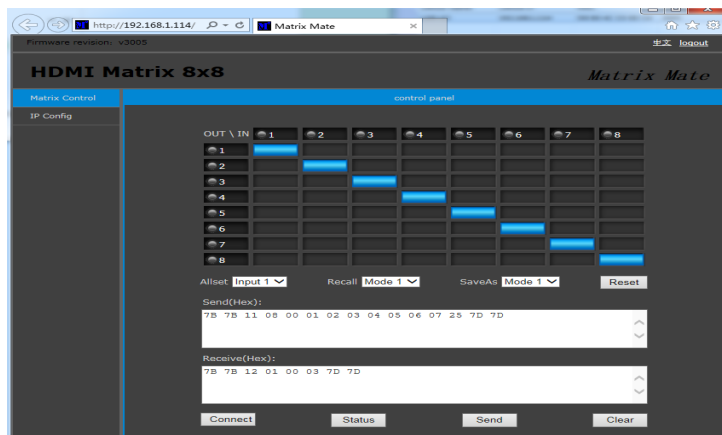 http://192.168.1.114/ Matrix Mate
Firmware revision: v3005 中文 logout
HDMI Matrix 8x8 Matrix Mate
Matrix Control control panel
IP Config
OUT \ IN 1 2 3 4 5 6 7 8
1
2
3
4
5
6
7
8
Allset Input 1 Recall Mode 1 SaveAs Mode 1 Reset
Send(Hex):
7B 7B 11 08 00 01 02 03 04 05 06 07 25 7D 7D
Receive(Hex):
7B 7B 12 01 00 03 7D 7D
Connect Status Send Clear